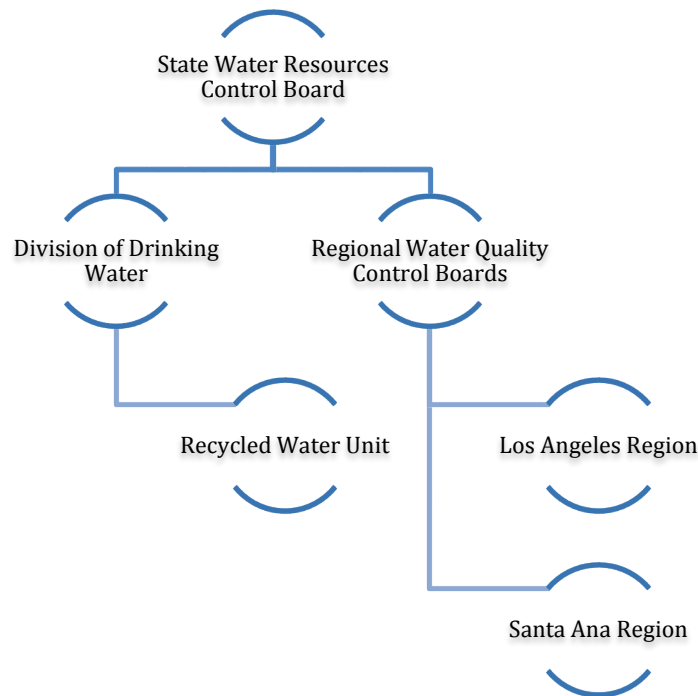 State Water Resources
Control Board
Division of Drinking
Water
Regional Water Quality
Control Boards
Recycled Water Unit
Los Angeles Region
Santa Ana Region